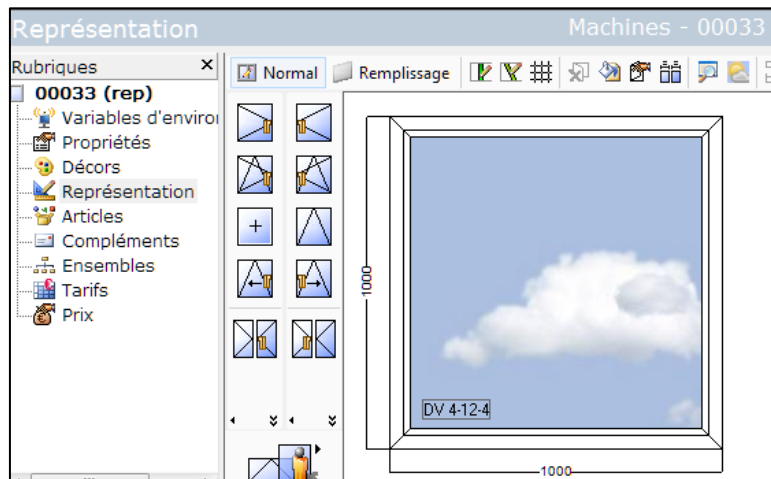 Représentation
Machines - 00033
Rubriques
Normal
Remplissage
00033 (rep)
Variables d'enviro
Propriétés
Décors
Représentation
Articles
Compléments
Ensembles
Tarifs
Prix
1000
DV 4-12-4
1000